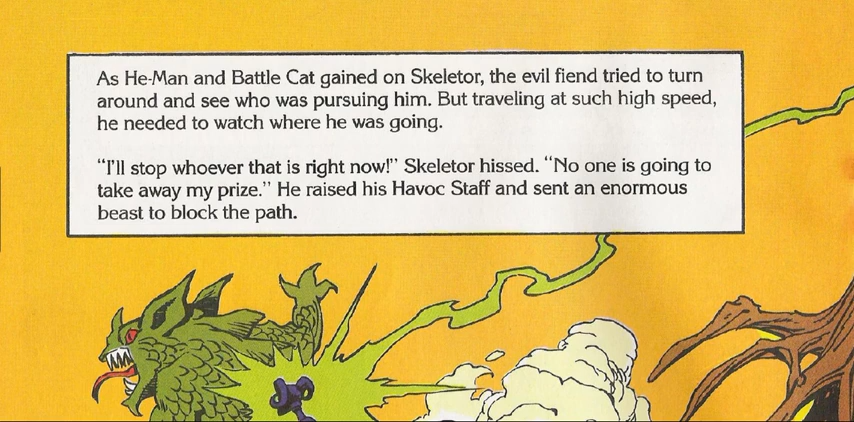 As He-Man and Battle Cat gained on Skeletor, the evil fiend tried to turn
around and see who was pursuing him. But traveling at such high speed,
he needed to watch where he was going.
“I’ll stop whoever that is right now!” Skeletor hissed. “No one is going to
take away my prize.” He raised his Havoc Staff and sent an enormous
beast to block the path.